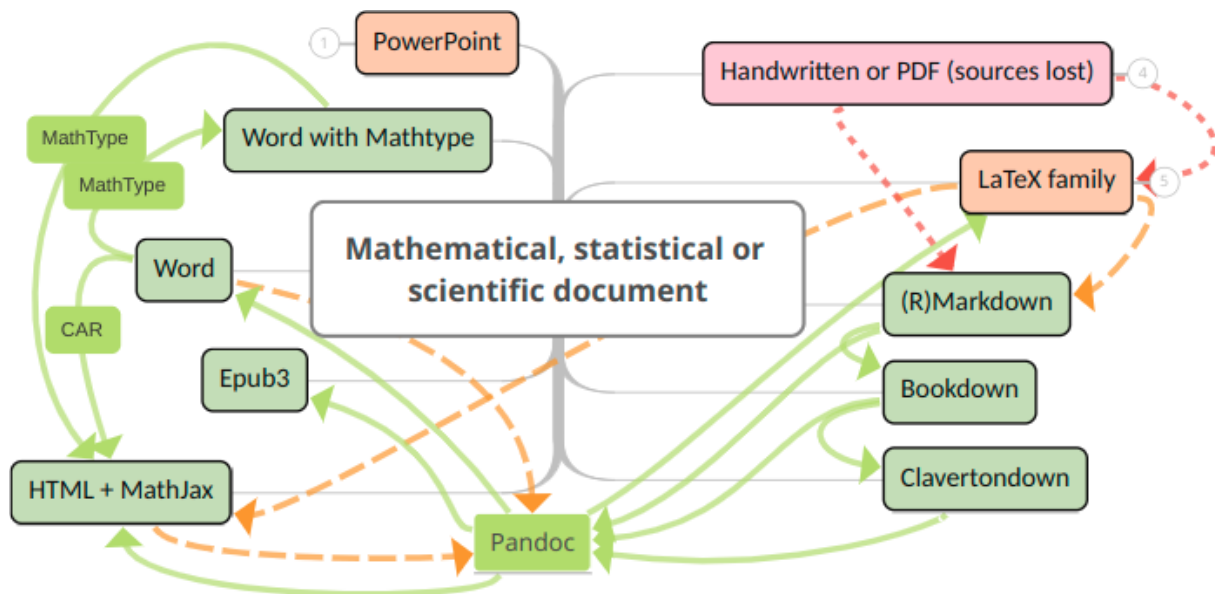 1
PowerPoint
Handwritten or PDF (sources lost)
4
MathType
Word with Mathtype
MathType
LaTeX family
5
Mathematical, statistical or
scientific document
Word
(R)Markdown
CAR
Epub3
Bookdown
HTML + MathJax
Clavertondown
Pandoc